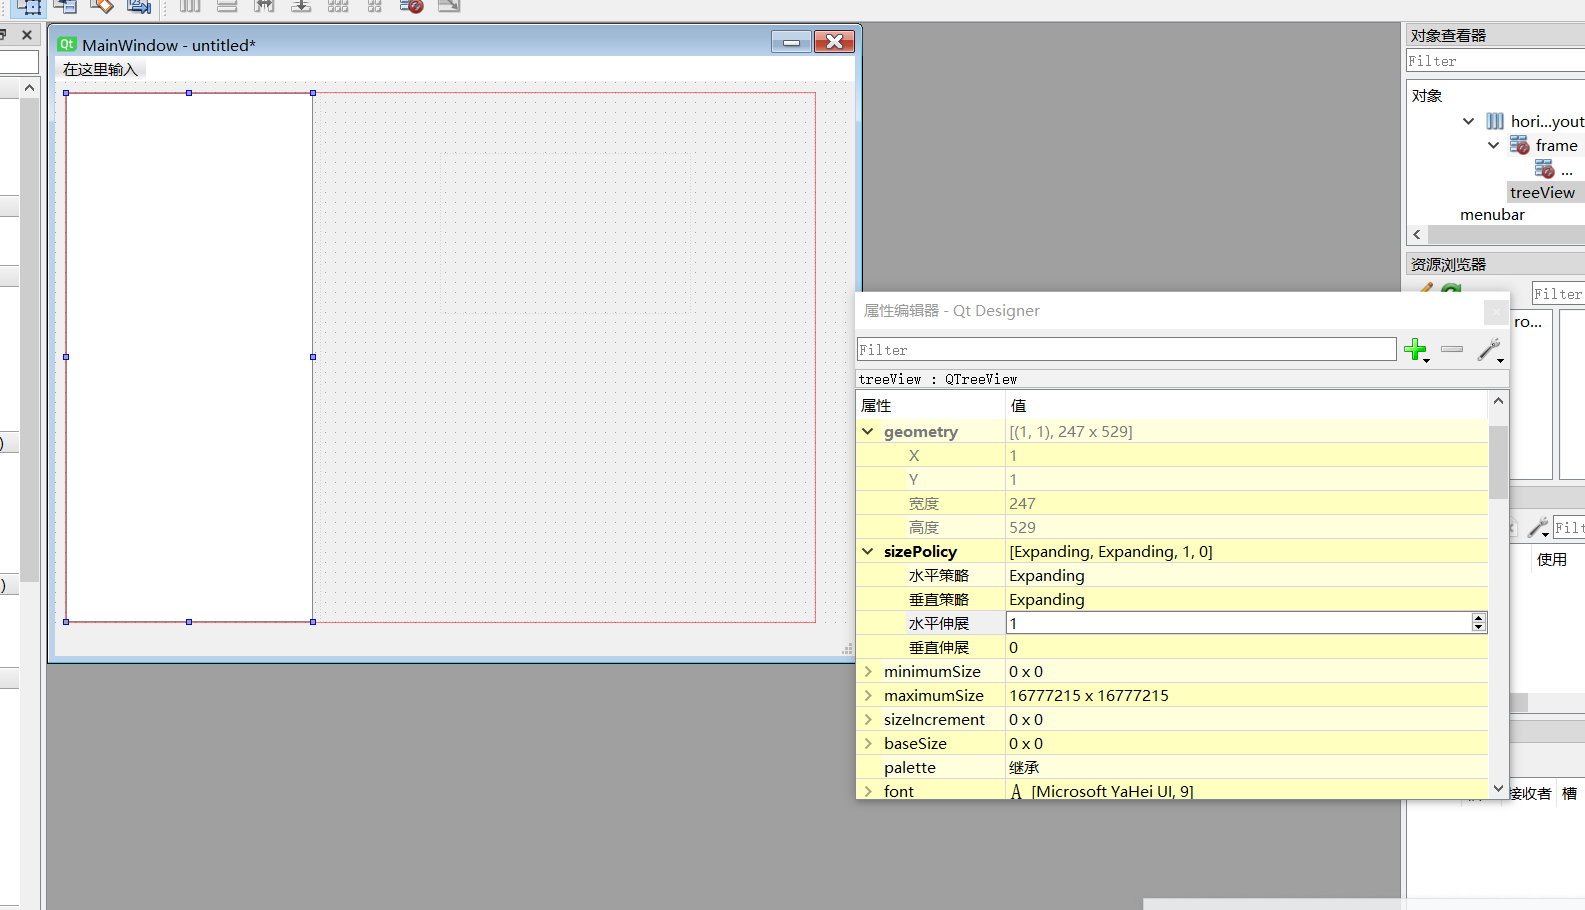 MainWindow - untitled*
在这里输入
对象查看器
Filter
对象
hori...yout
frame
...
treeView
menubar
资源浏览器
Filter
ro...
属性编辑器 - Qt Designer
Filter
treeView : QTreeView
属性 值
geometry [(1, 1), 247 x 529]
X 1
Y 1
宽度 247
高度 529
sizePolicy [Expanding, Expanding, 1, 0]
水平策略 Expanding
垂直策略 Expanding
水平伸展 1
垂直伸展 0
minimumSize 0 x 0
maximumSize 16777215 x 16777215
sizeIncrement 0 x 0
baseSize 0 x 0
palette 继承
font A [Microsoft YaHei UI, 9]
Filt
使用
接收者 槽
)
)